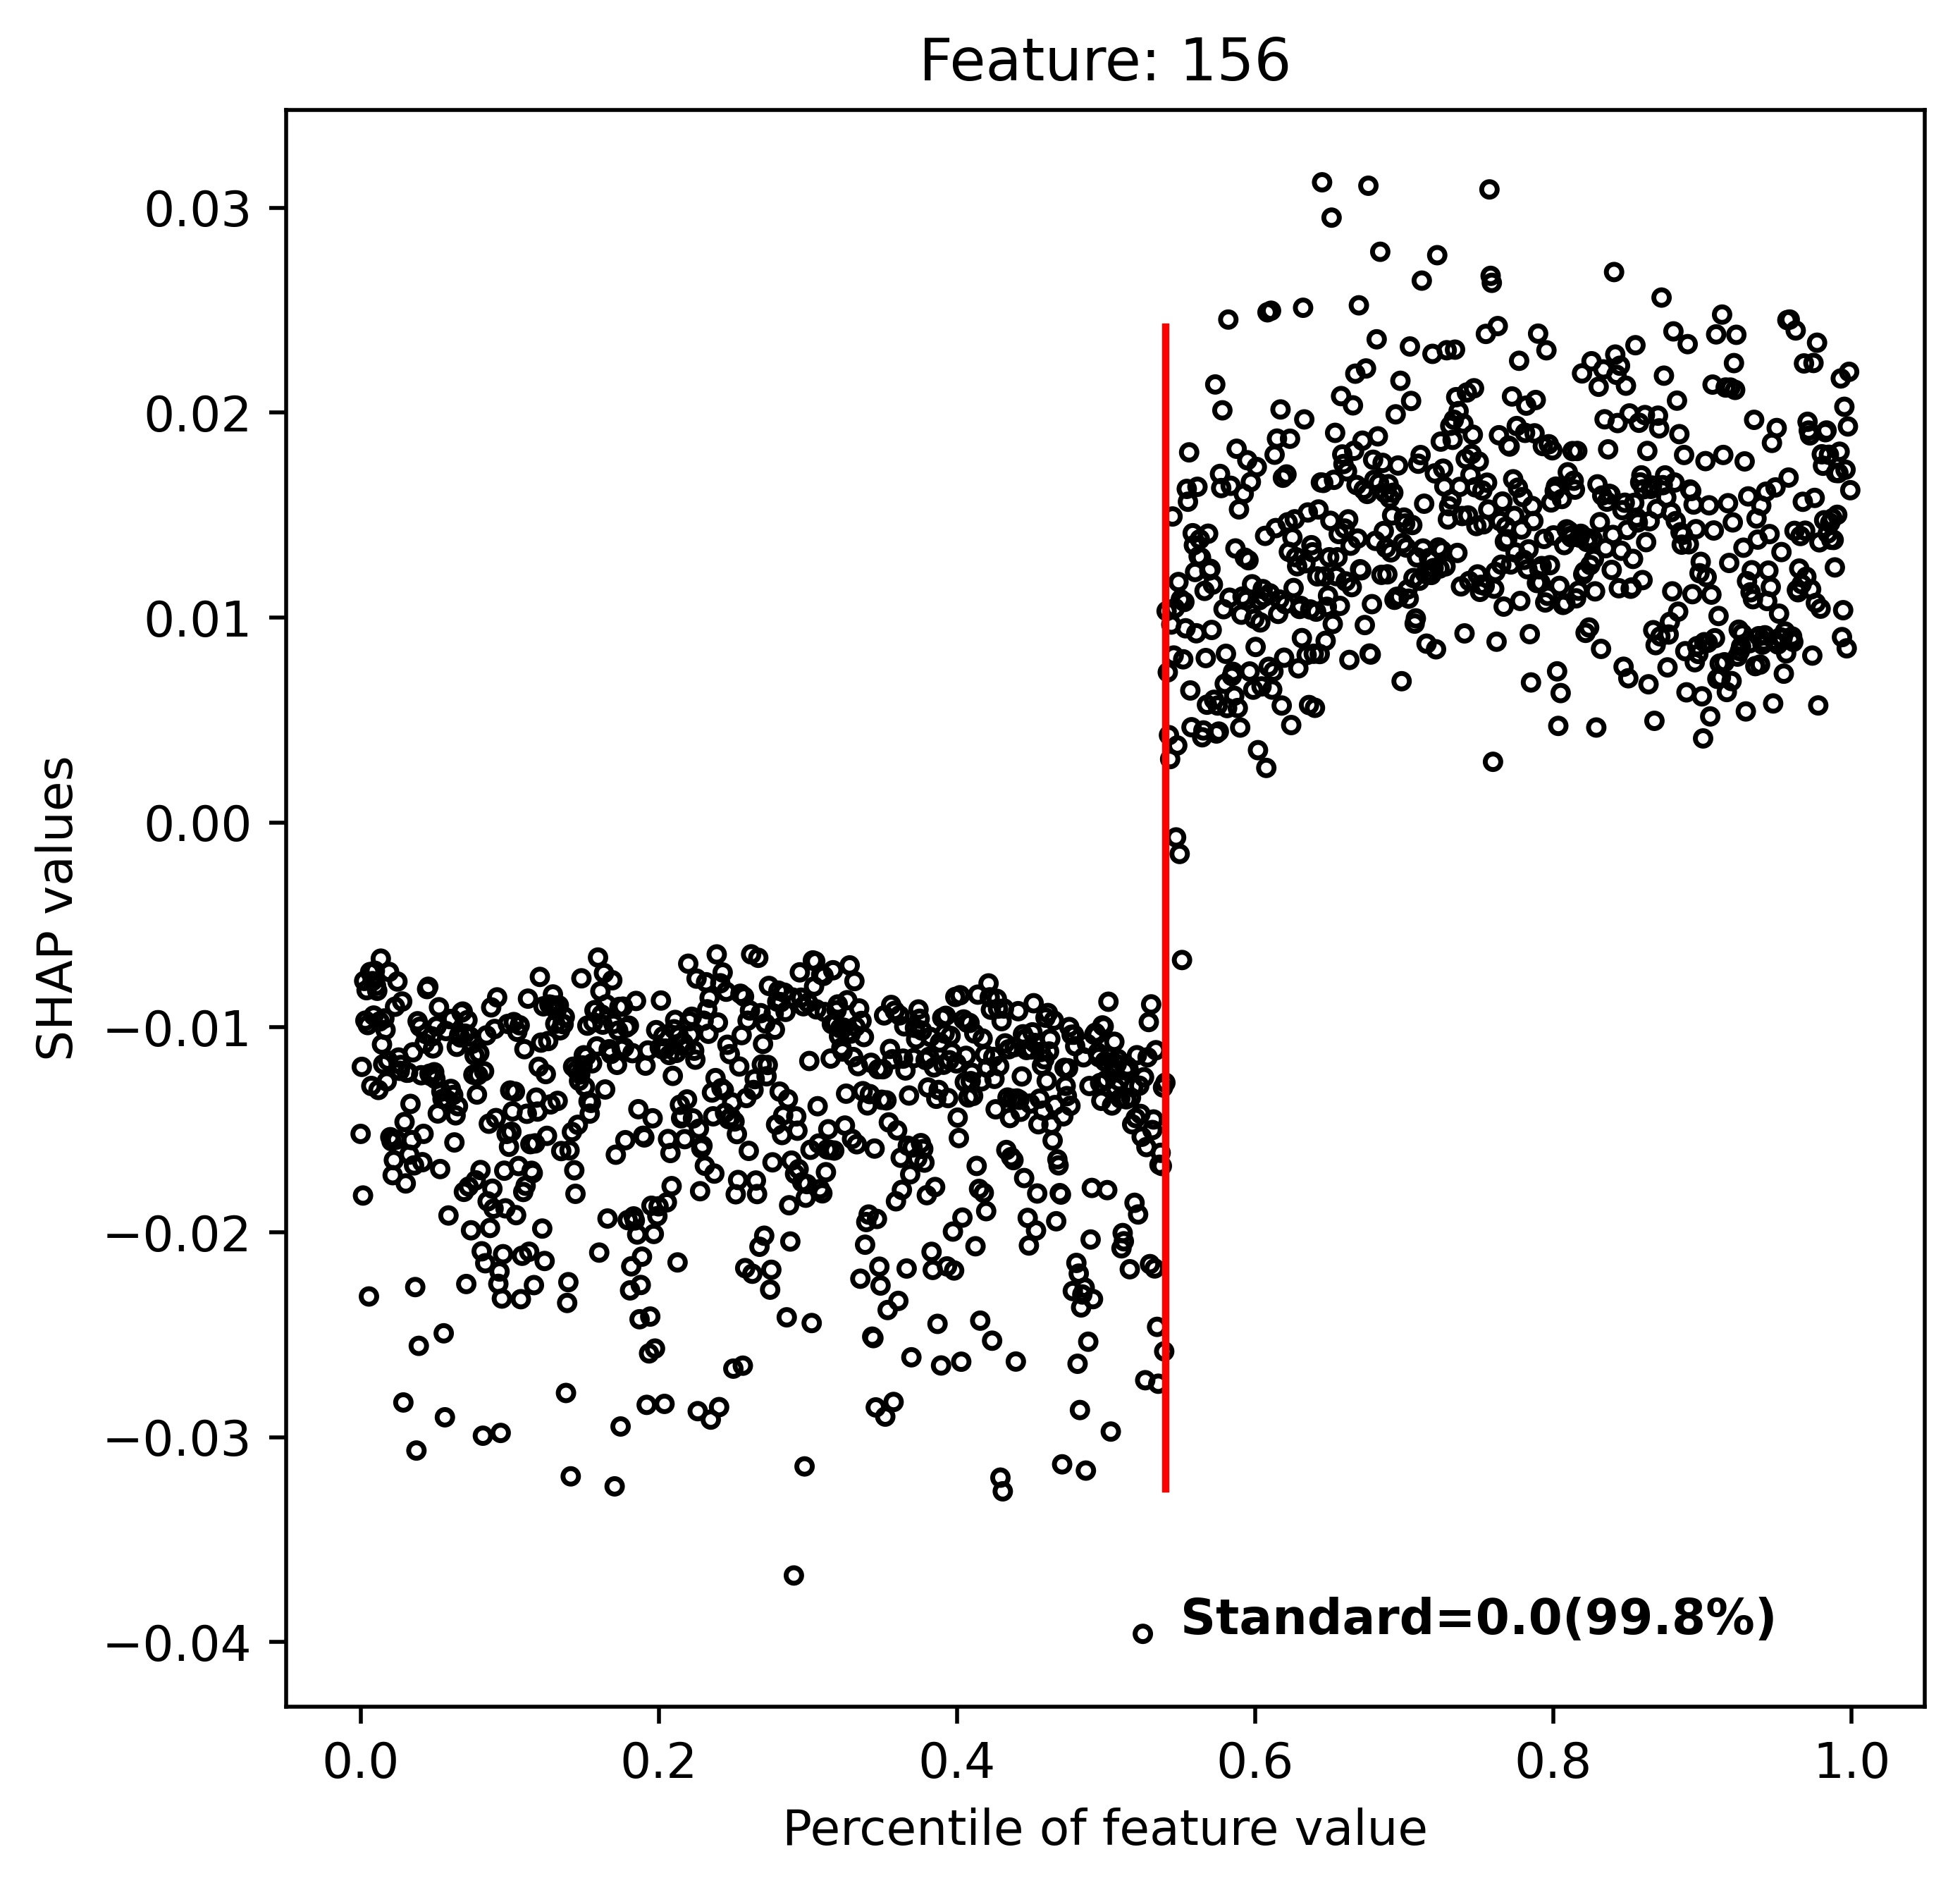 Feature: 156
0.03
0.02
0.01
0.00
−0.01
−0.02
−0.03
−0.04
SHAP values
Standard=0.0(99.8%)
0.0 0.2 0.4 0.6 0.8 1.0
Percentile of feature value